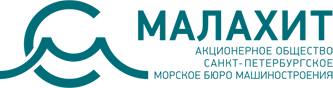 МАЛАХИТ
АКЦИОНЕРНОЕ ОБЩЕСТВО
САНКТ-ПЕТЕРБУРГСКОЕ
МОРСКОЕ БЮРО МАШИНОСТРОЕНИЯ